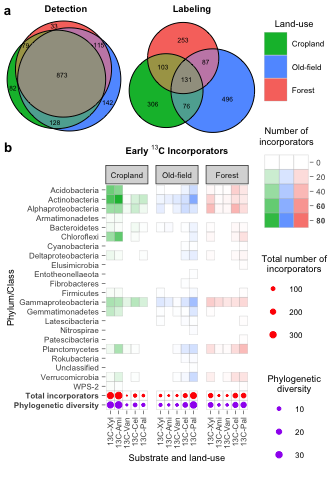 a
Detection
Labeling
Land-use
33
79
115
873
82
142
128
253
103
87
131
306
76
496
Cropland
Old-field
Forest
b
Early 13C Incorporators
Cropland
Old-field
Forest
Phylum/Class
Acidobacteria
Actinobacteria
Alphaproteobacteria
Armatimonadetes
Bacteroidetes
Chloroflexi
Cyanobacteria
Deltaproteobacteria
Elusimicrobia
Entotheonellaeota
Fibrobacteres
Firmicutes
Gammaproteobacteria
Gemmatimonadetes
Latescibacteria
Nitrospirae
Patescibacteria
Planctomycetes
Rokubacteria
Unclassified
Verrucomicrobia
WPS-2
Total incorporators
Phylogenetic diversity
13C-Xyl
13C-Ami
13C-Van
13C-Cel
13C-Pal
13C-Xyl
13C-Ami
13C-Van
13C-Cel
13C-Pal
13C-Xyl
13C-Ami
13C-Van
13C-Cel
13C-Pal
Substrate and land-use
Number of
incorporators
0
20
40
60
80
Total number of
incorporators
100
200
300
Phylogenetic
diversity
10
20
30